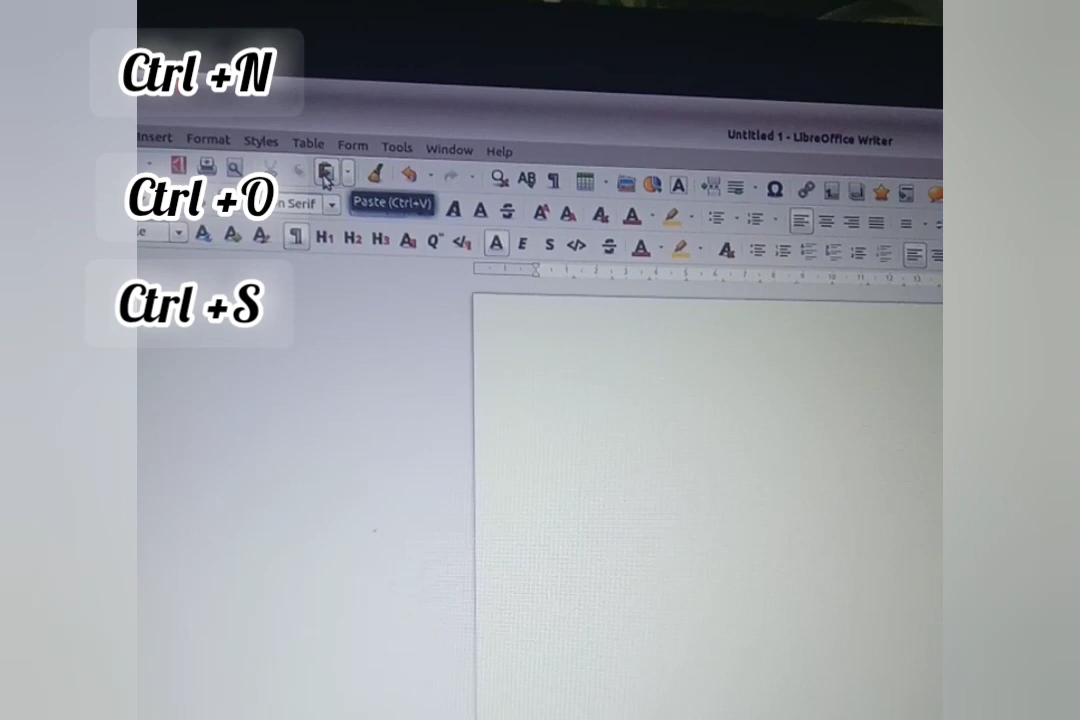 Ctrl +N
Untitled 1 - LibreOffice Writer
Insert Format Styles Table Form Tools Window Help
Ctrl +O
Serif
Paste (Ctrl+V)
H1 H2 H3
Ctrl +S